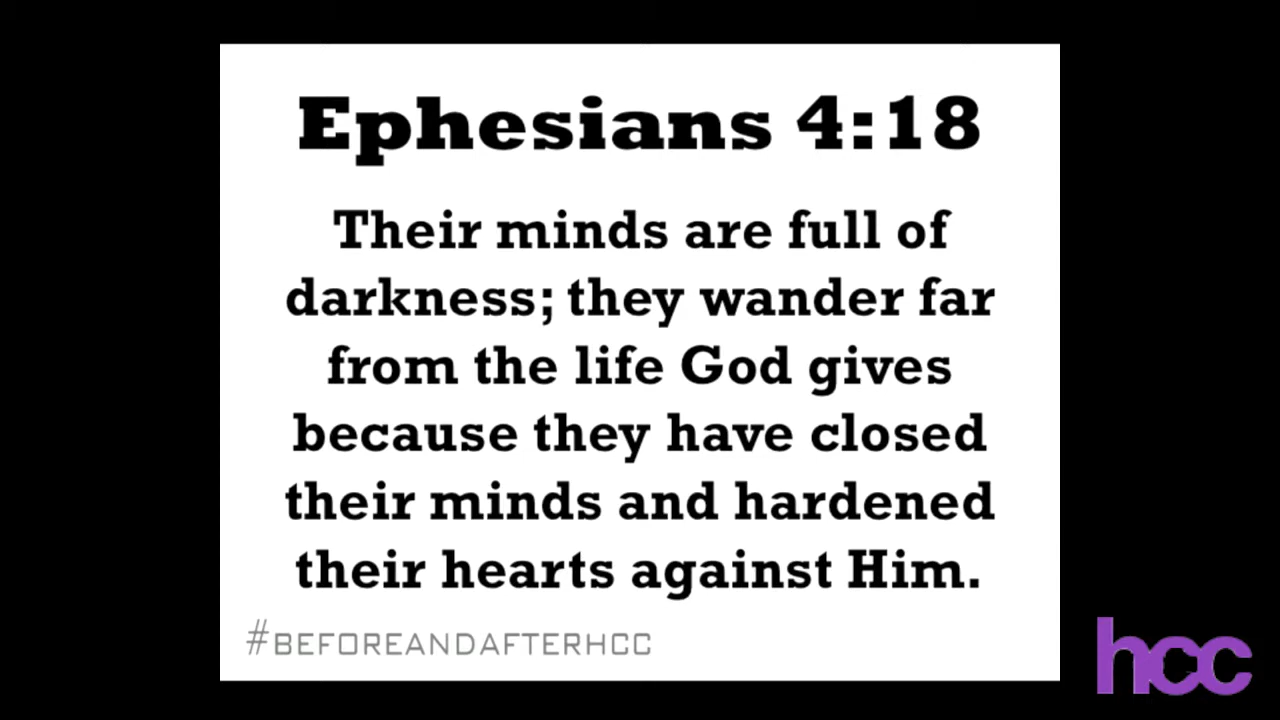 Ephesians 4:18
Their minds are full of
darkness; they wander far
from the life God gives
because they have closed
their minds and hardened
their hearts against Him.
#BEFOREANDAFTERHCC
hcc